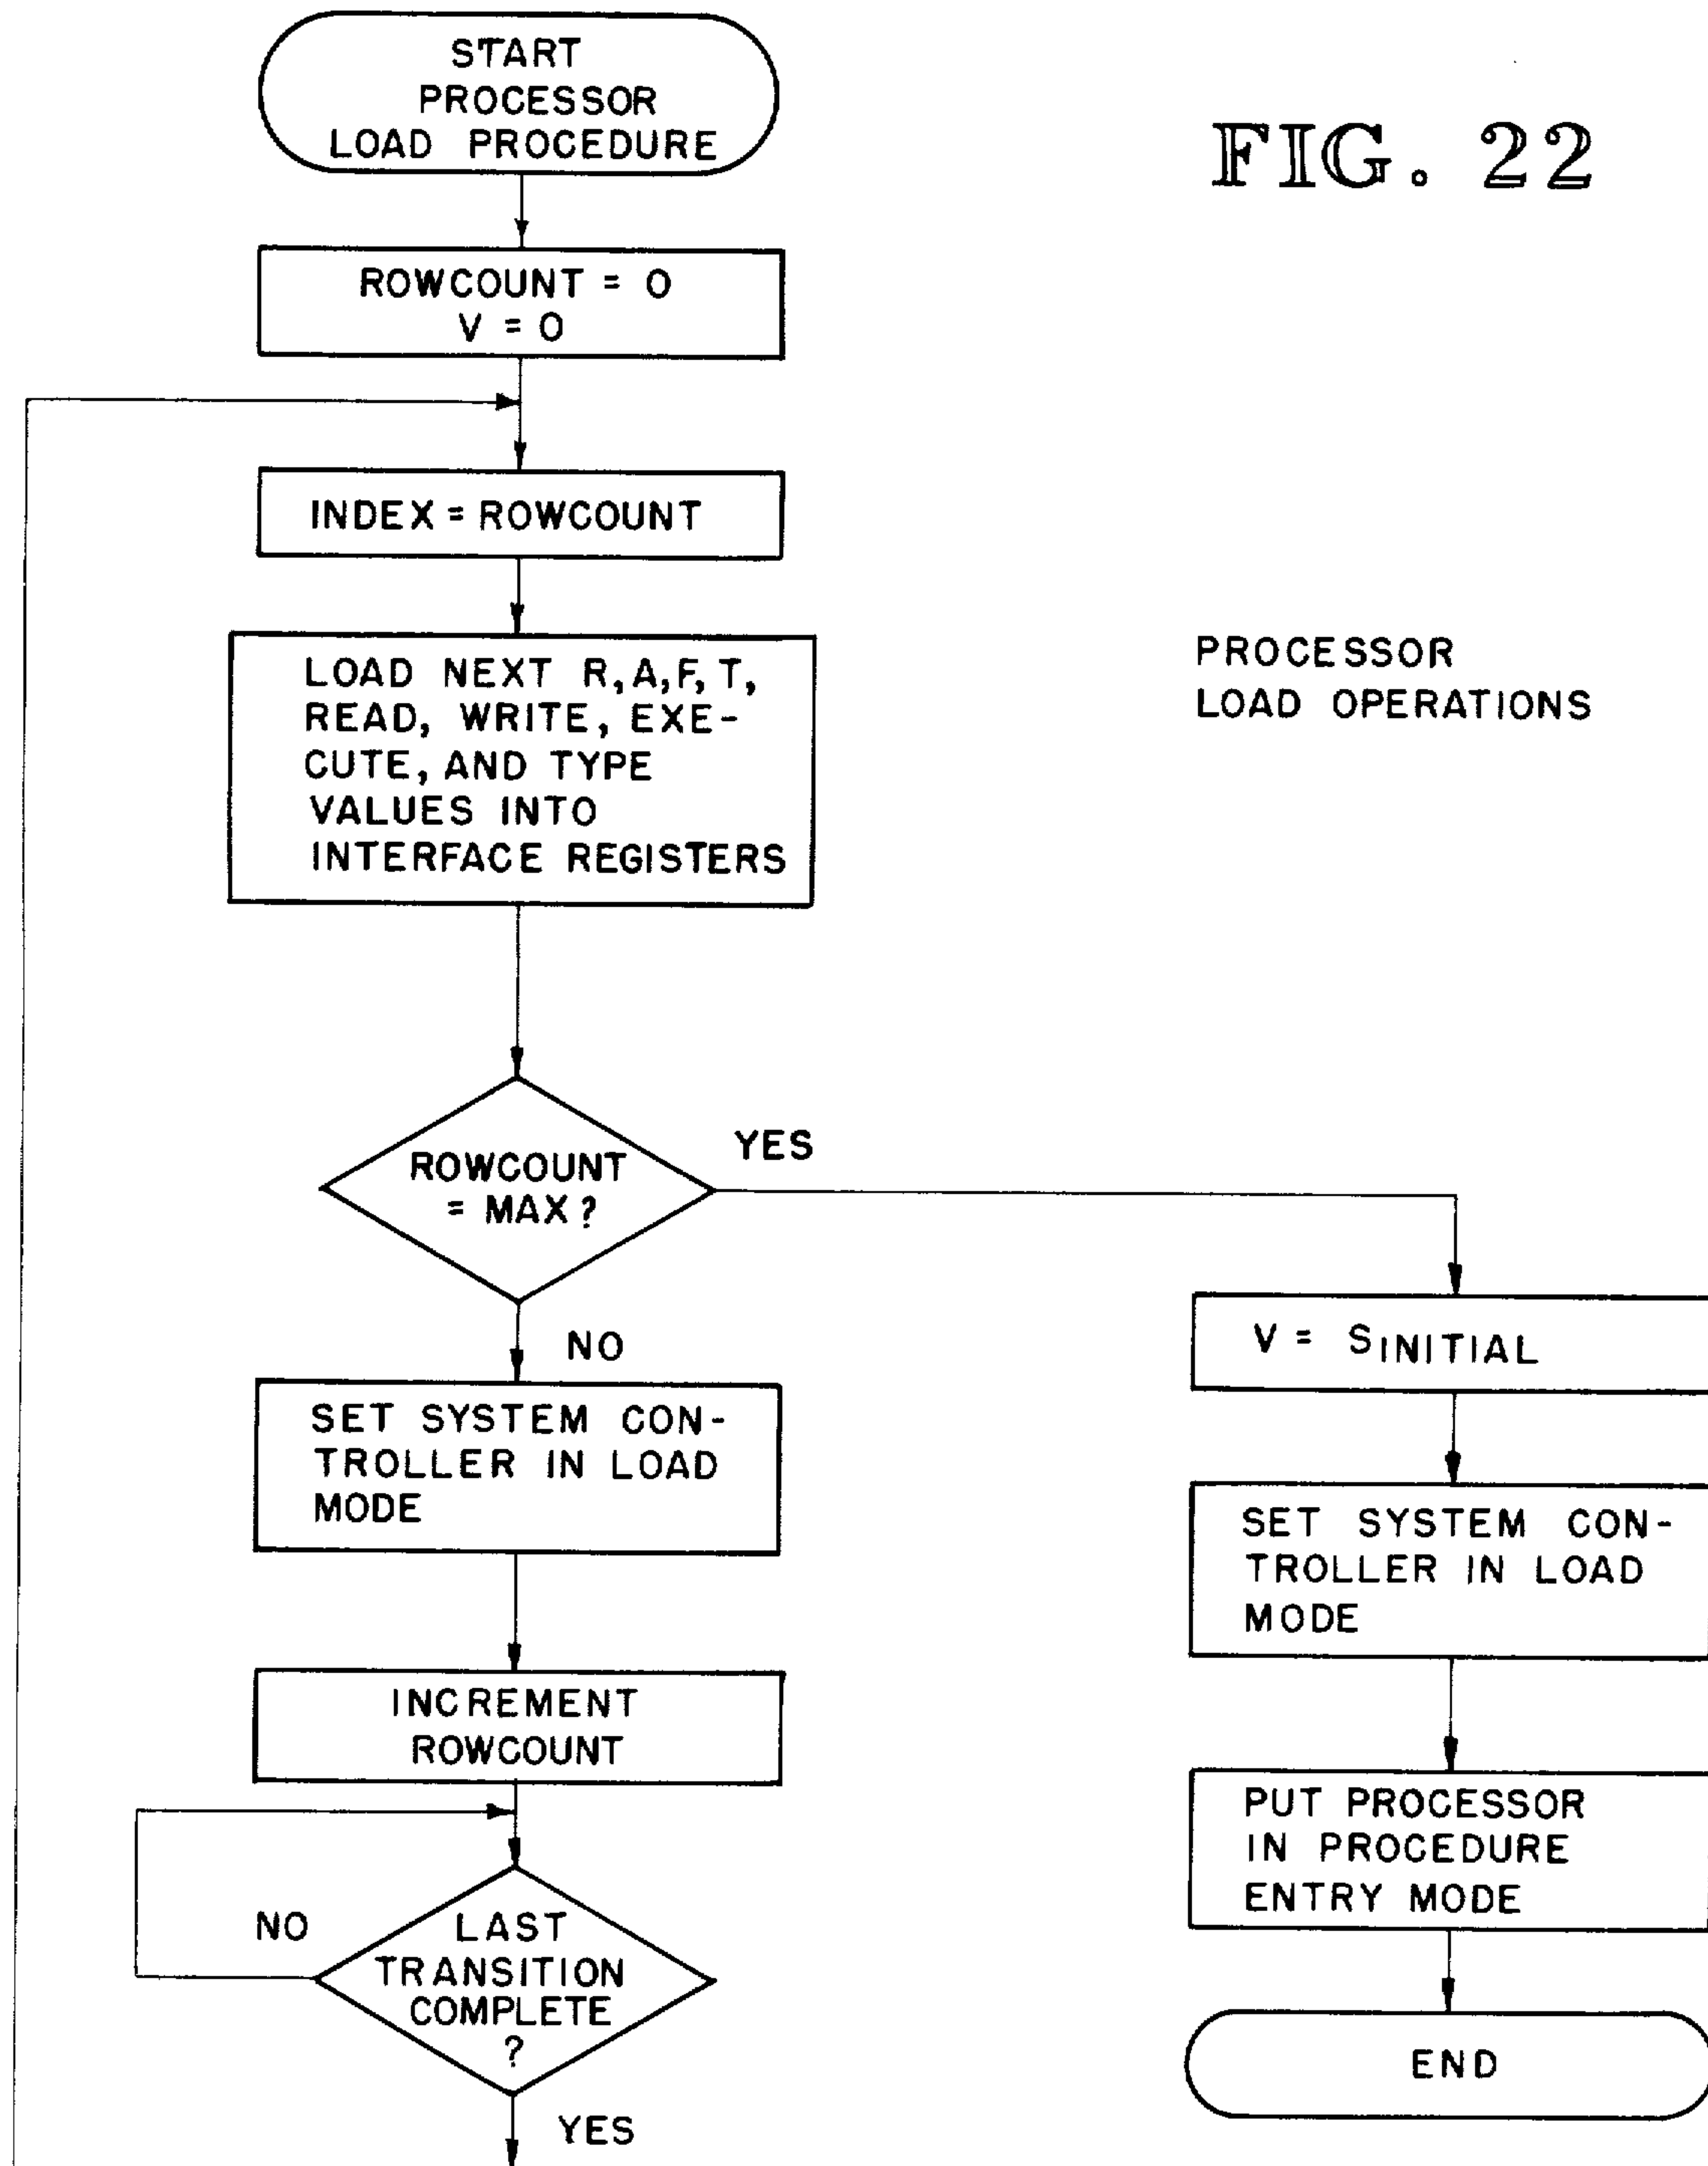 START
PROCESSOR
LOAD PROCEDURE
FIG. 22
ROWCOUNT = 0
V = 0
INDEX = ROWCOUNT
LOAD NEXT R, A, F, T,
READ, WRITE, EXE-
CUTE, AND TYPE
VALUES INTO
INTERFACE REGISTERS
PROCESSOR
LOAD OPERATIONS
ROWCOUNT
= MAX?
YES
NO
SET SYSTEM CON-
TROLLER IN LOAD
MODE
INCREMENT
ROWCOUNT
NO
LAST
TRANSITION
COMPLETE
?
YES
V = SINITIAL
SET SYSTEM CON-
TROLLER IN LOAD
MODE
PUT PROCESSOR
IN PROCEDURE
ENTRY MODE
END